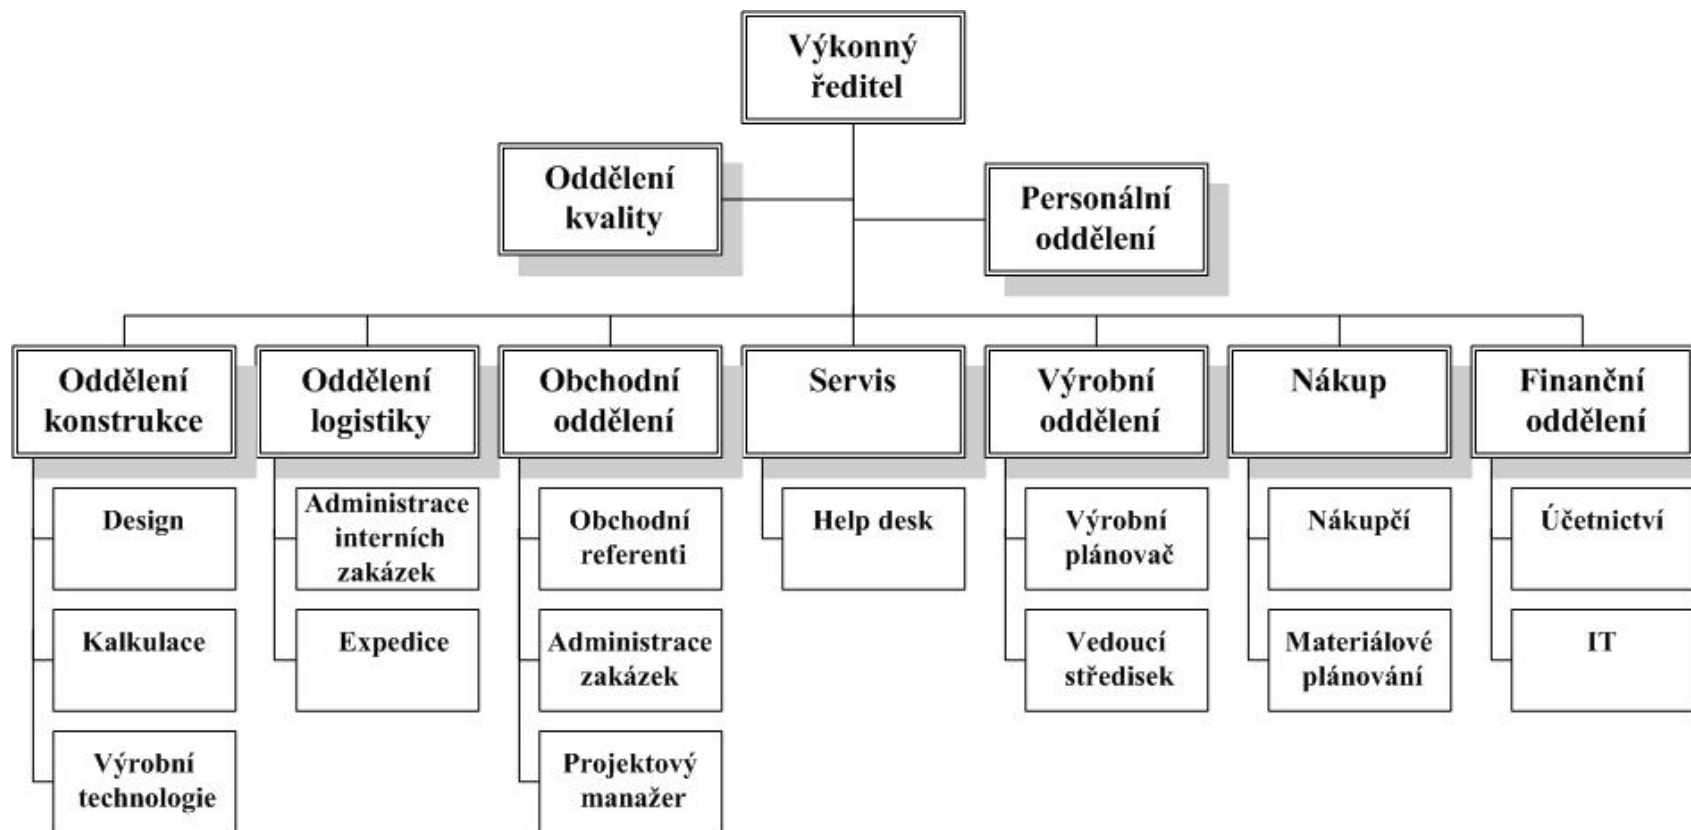 Výkonný
ředitel
Oddělení
kvality
Personální
oddělení
Oddělení
konstrukce
Oddělení
logistiky
Obchodní
oddělení
Servis
Výrobní
oddělení
Nákup
Finanční
oddělení
Design
Kalkulace
Výrobní
technologie
Administrace
interních
zakázek
Expedice
Obchodní
referenti
Administrace
zakázek
Projektový
manažer
Help desk
Výrobní
plánovač
Vedoucí
středisek
Nákupčí
Materiálové
plánování
Účetnictví
IT